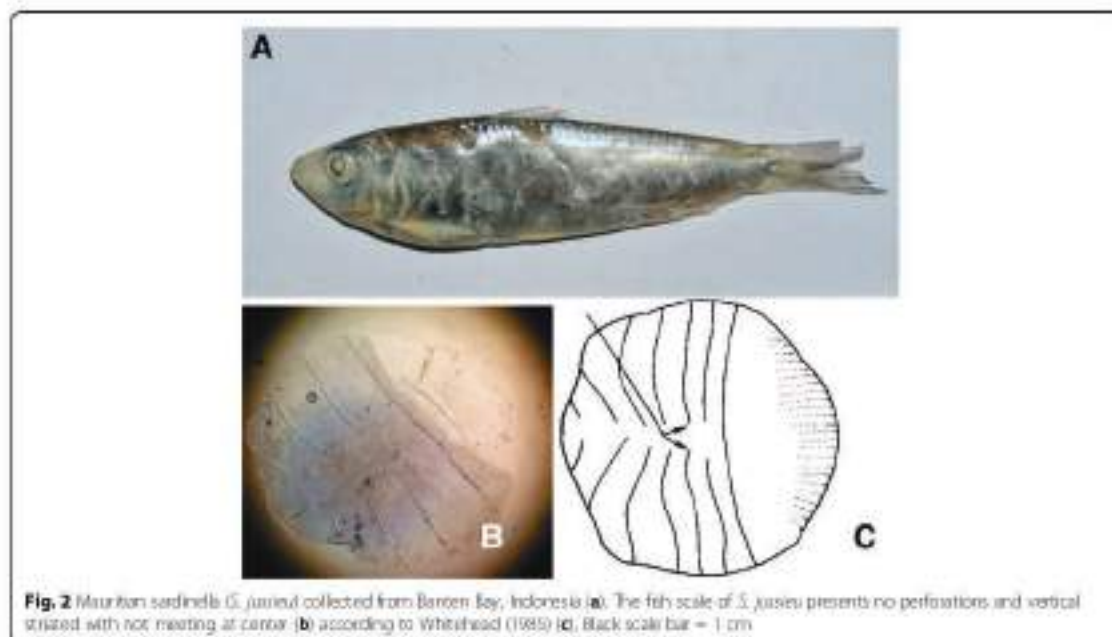 A
B
C
Fig. 2 Mauritian sardinella (S. jussieu) collected from Banten Bay, Indonesia (a). The fish scale of S. jussieu presents no perforations and vertical
striated with not meeting at center (b) according to Whitehead (1985) (c). Black scale bar = 1 cm